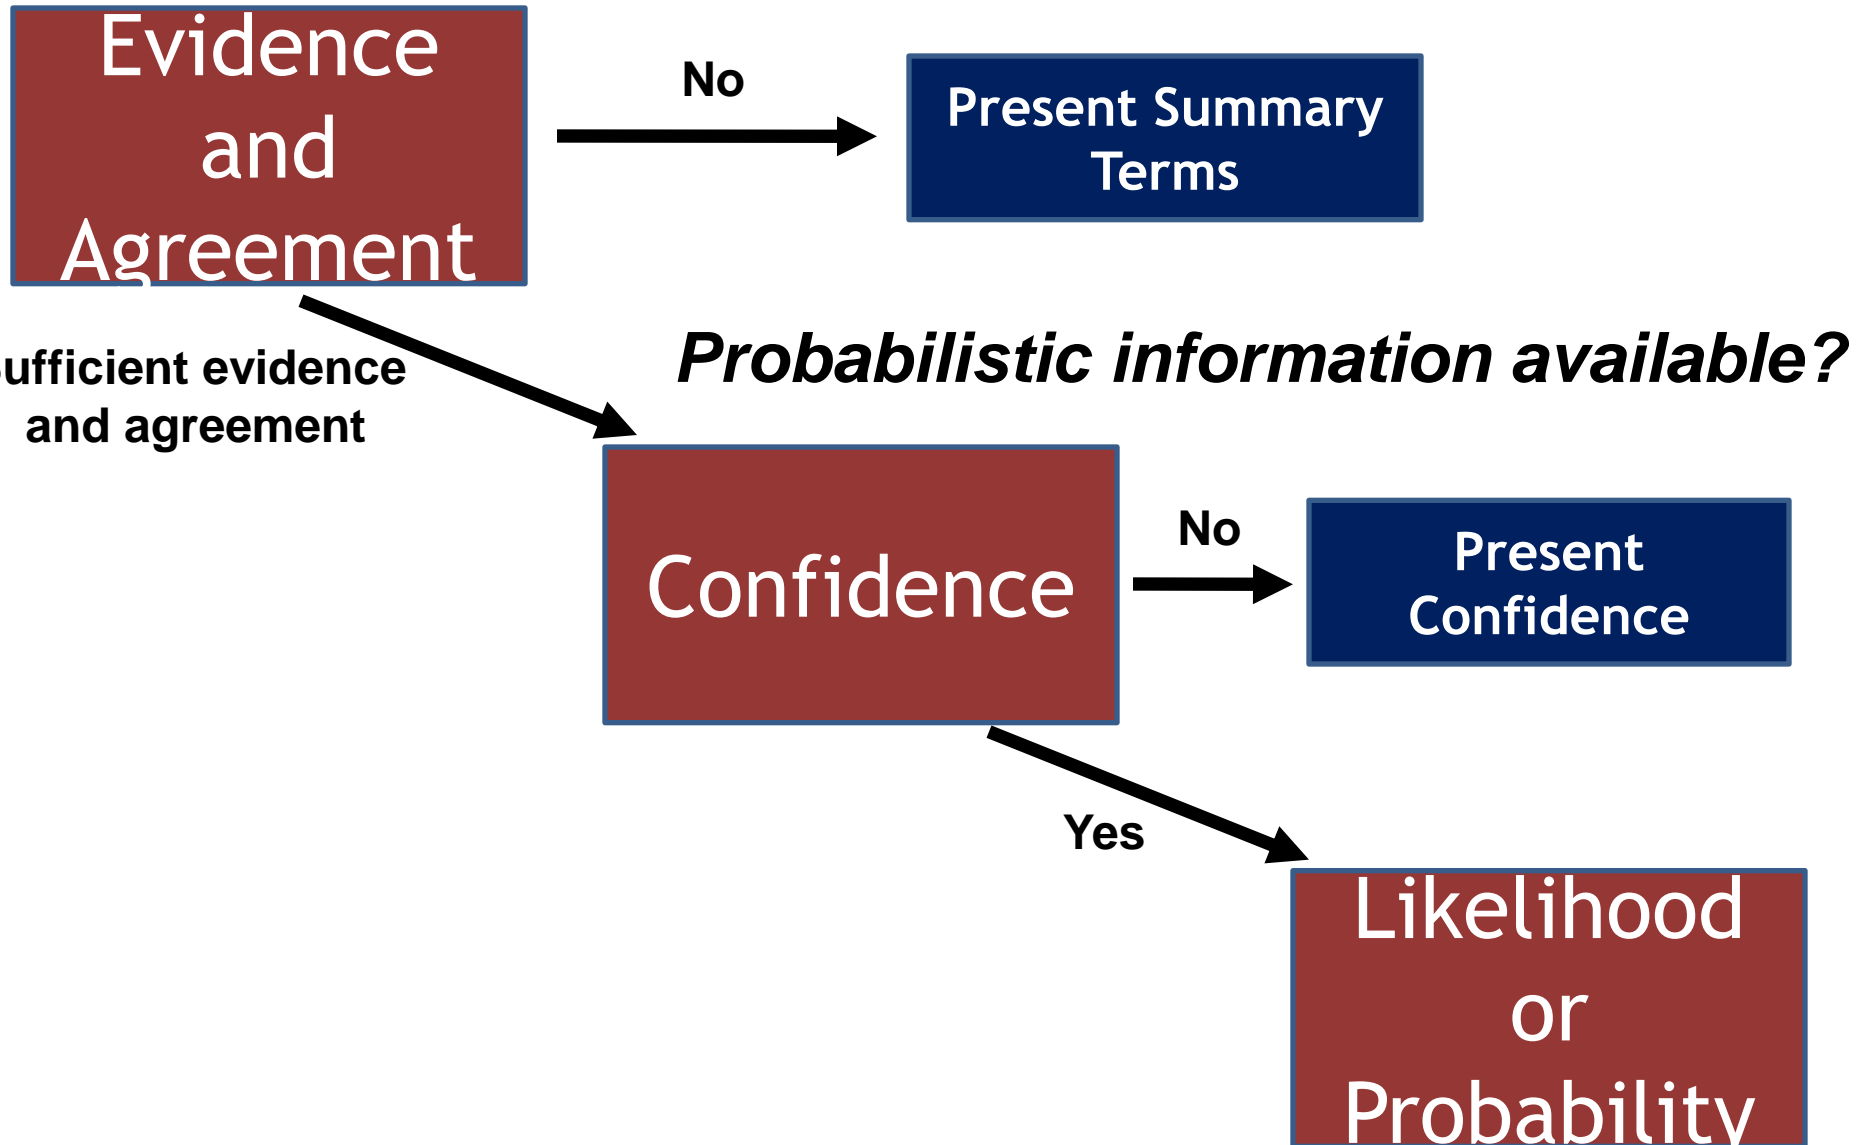 Evidence
and
Agreement
No
Present Summary
Terms
Probabilistic information available?
ufficient evidence
and agreement
Confidence
No
Present
Confidence
Yes
Likelihood
or
Probability